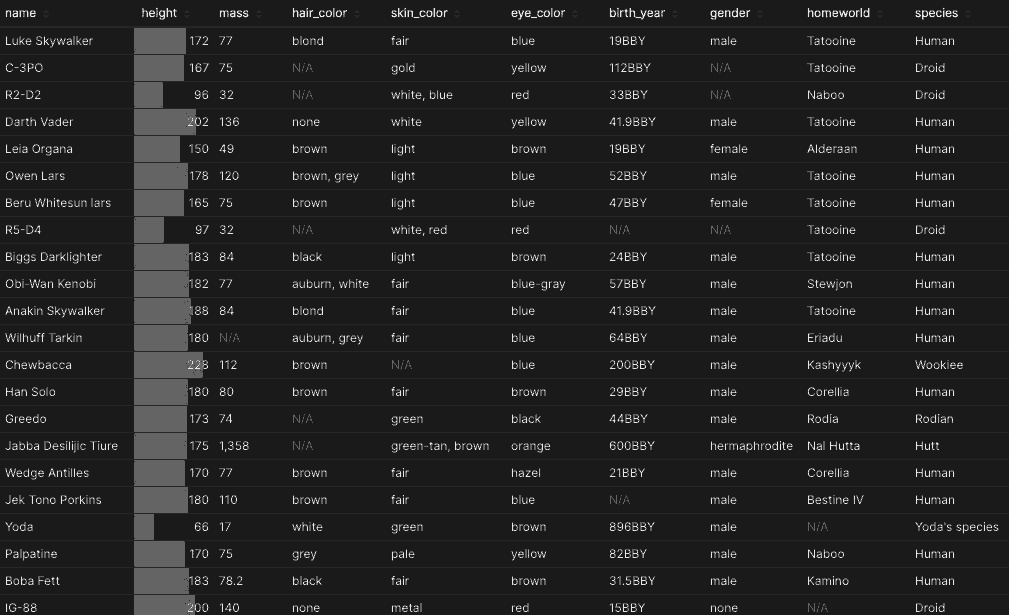 name height mass hair_color skin_color eye_color birth_year gender homeworld species
Luke Skywalker 172 77 blond fair blue 19BBY male Tatooine Human
C-3PO 167 75 N/A gold yellow 112BBY N/A Tatooine Droid
R2-D2 96 32 N/A white, blue red 33BBY N/A Naboo Droid
Darth Vader 202 136 none white yellow 41.9BBY male Tatooine Human
Leia Organa 150 49 brown light brown 19BBY female Alderaan Human
Owen Lars 178 120 brown, grey light blue 52BBY male Tatooine Human
Beru Whitesun lars 165 75 brown light blue 47BBY female Tatooine Human
R5-D4 97 32 N/A white, red red N/A N/A Tatooine Droid
Biggs Darklighter 183 84 black light brown 24BBY male Tatooine Human
Obi-Wan Kenobi 182 77 auburn, white fair blue-gray 57BBY male Stewjon Human
Anakin Skywalker 188 84 blond fair blue 41.9BBY male Tatooine Human
Wilhuff Tarkin 180 N/A auburn, grey fair blue 64BBY male Eriadu Human
Chewbacca 228 112 brown N/A blue 200BBY male Kashyyyk Wookiee
Han Solo 180 80 brown fair brown 29BBY male Corellia Human
Greedo 173 74 N/A green black 44BBY male Rodia Rodian
Jabba Desilijic Tiure 175 1,358 N/A green-tan, brown orange 600BBY hermaphrodite Nal Hutta Hutt
Wedge Antilles 170 77 brown fair hazel 21BBY male Corellia Human
Jek Tono Porkins 180 110 brown fair blue N/A male Bestine IV Human
Yoda 66 17 white green brown 896BBY male N/A Yoda's species
Palpatine 170 75 grey pale yellow 82BBY male Naboo Human
Boba Fett 183 78.2 black fair brown 31.5BBY male Kamino Human
IG-88 200 140 none metal red 15BBY none N/A Droid